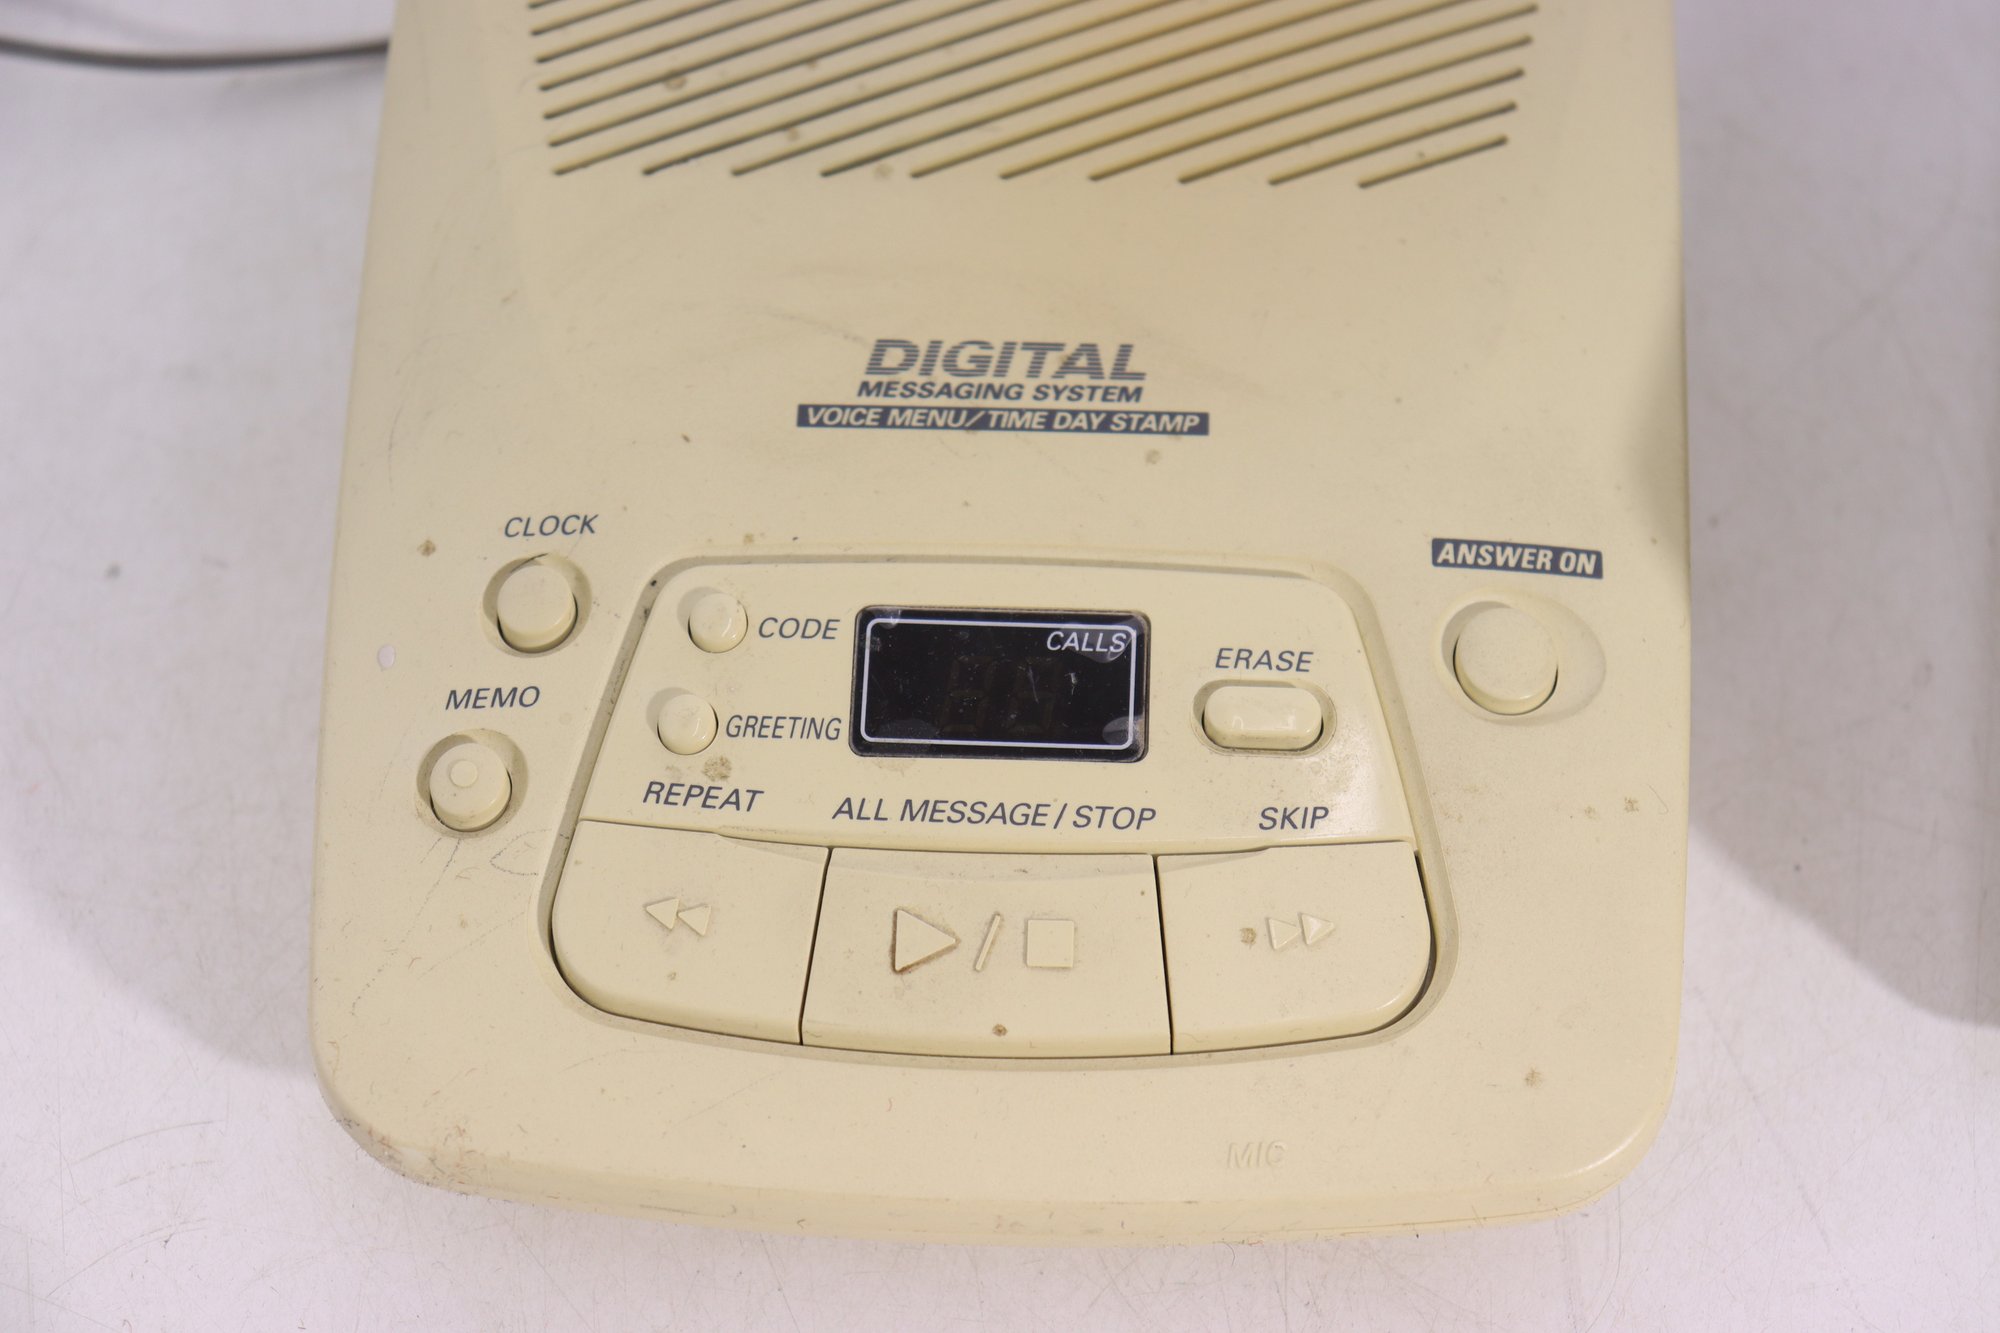 DIGITAL
MESSAGING SYSTEM
VOICE MENU/TIME DAY STAMP
CLOCK
ANSWER ON
CODE
CALLS
ERASE
MEMO
GREETING
REPEAT
ALL MESSAGE/STOP
SKIP
MIC